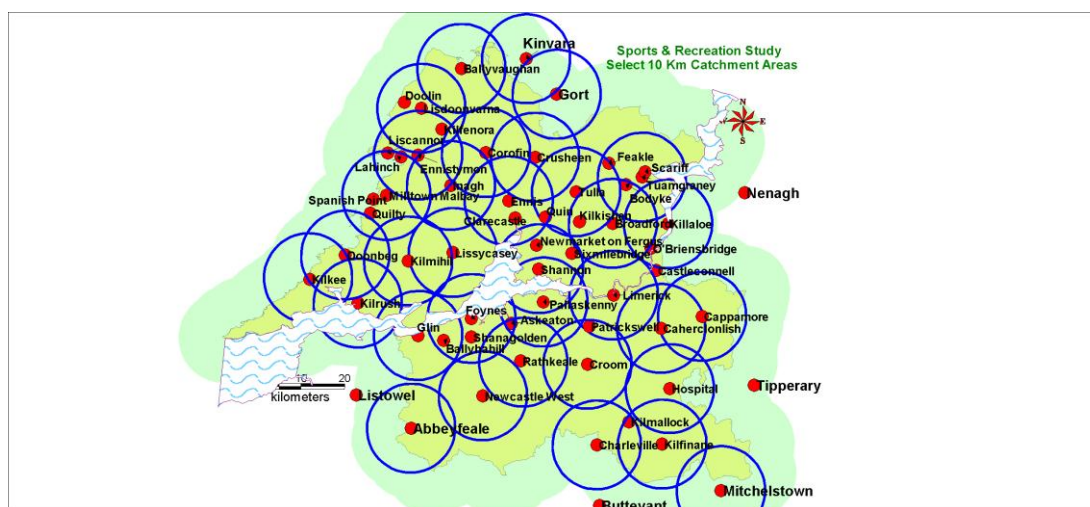 Kinvara
Sports & Recreation Study
Select 10 Km Catchment Areas
Ballyvaughan
Gort
Doolin
Lisdoonvarna
Kilfenora
N
W
E
S
Liscannor
Corofin
Crusheen
Feakle
Scariff
Lahinch
Ennistymon
Inagh
Tulla
Tuamgraney
Bodyke
Nenagh
Spanish Point
Milltown Malbay
Ennis
Quilty
Clarecastle
Quin
Kilkishen
Broadford
Killaloe
Newmarket on Fergus
O'Briensbridge
Doonbeg
Kilmihil
Lissycasey
Sixmilebridge
Shannon
Castleconnell
Kilkee
Kilrush
Pallaskenny
Limerick
Foynes
Askeaton
Patrickswell
Caherconlish
Cappamore
Glin
Shanagolden
Ballyhahill
Rathkeale
Croom
10
20
kilometers
Listowel
Newcastle West
Hospital
Tipperary
Abbeyfeale
Kilmallock
Charleville
Kilfinane
Mitchelstown
Buttevant